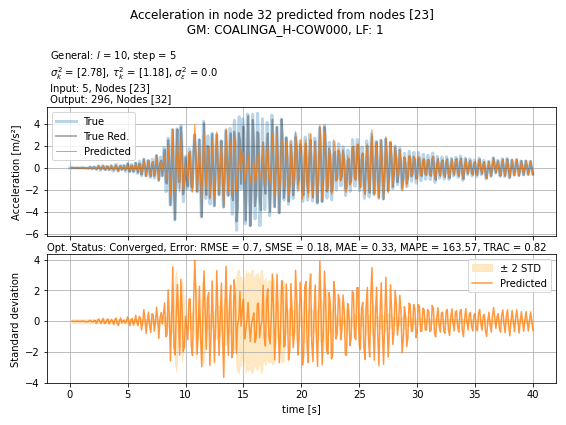 Acceleration in node 32 predicted from nodes [23]
GM: COALINGA_H-COW000, LF: 1
General: l = 10, step = 5
σ²ₖ = [2.78], τ²ₖ = [1.18], σ²ε = 0.0
Input: 5, Nodes [23]
Output: 296, Nodes [32]
True
True Red.
Predicted
Acceleration [m/s²]
4
2
0
−2
−4
−6
Opt. Status: Converged, Error: RMSE = 0.7, SMSE = 0.18, MAE = 0.33, MAPE = 163.57, TRAC = 0.82
± 2 STD
Predicted
Standard deviation
4
2
0
−2
−4
0 5 10 15 20 25 30 35 40
time [s]